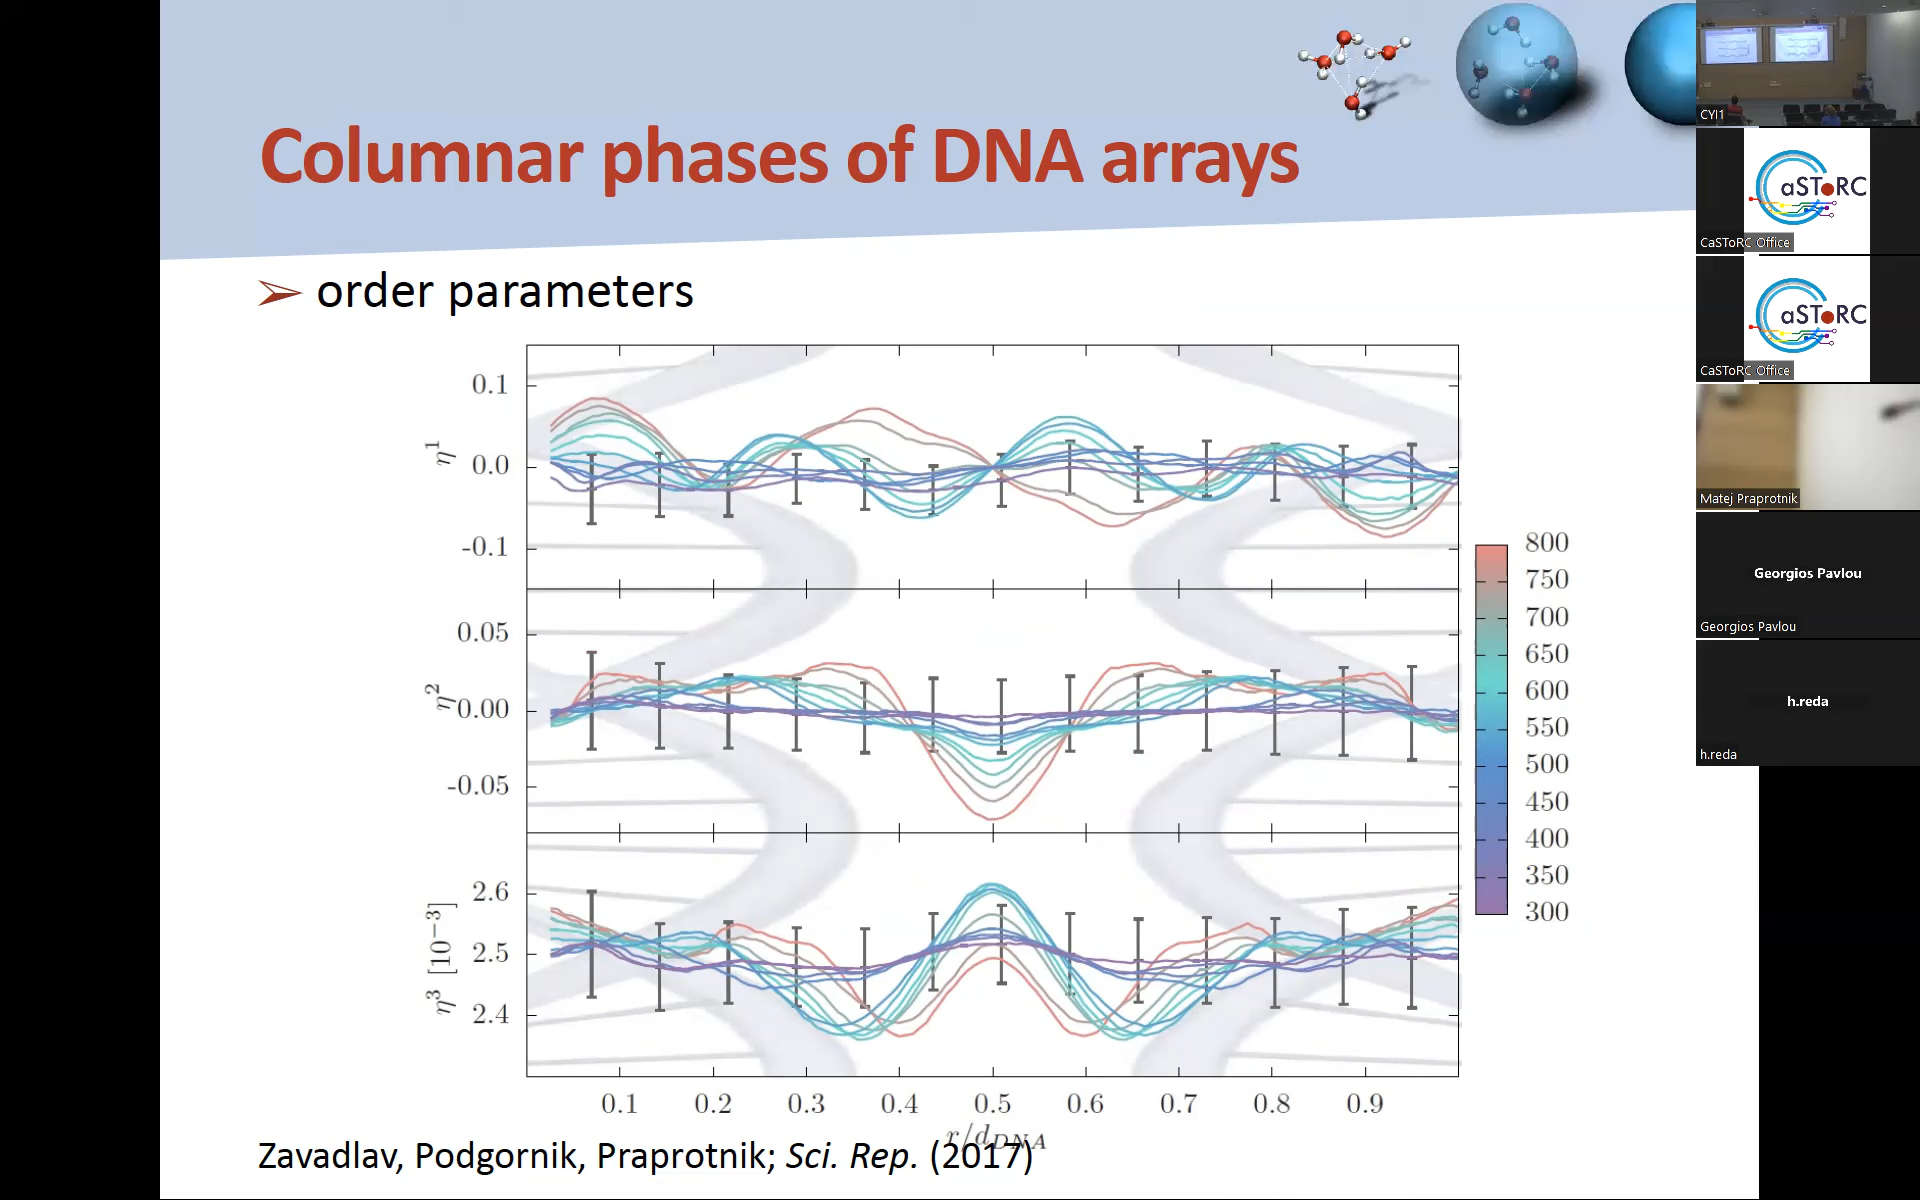 Columnar phases of DNA arrays
➢ order parameters
0.1
0.0
-0.1
η¹
0.05
0.00
-0.05
η²
2.6
2.5
2.4
η³ [10⁻³]
0.1 0.2 0.3 0.4 0.5 0.6 0.7 0.8 0.9
r/d_DNA
800
750
700
650
600
550
500
450
400
350
300
Zavadlav, Podgornik, Praprotnik; Sci. Rep. (2017)
CYI1
aSToRC
CaSToRC Office
aSToRC
CaSToRC Office
Matej Praprotnik
Georgios Pavlou
Georgios Pavlou
h.reda
h.reda